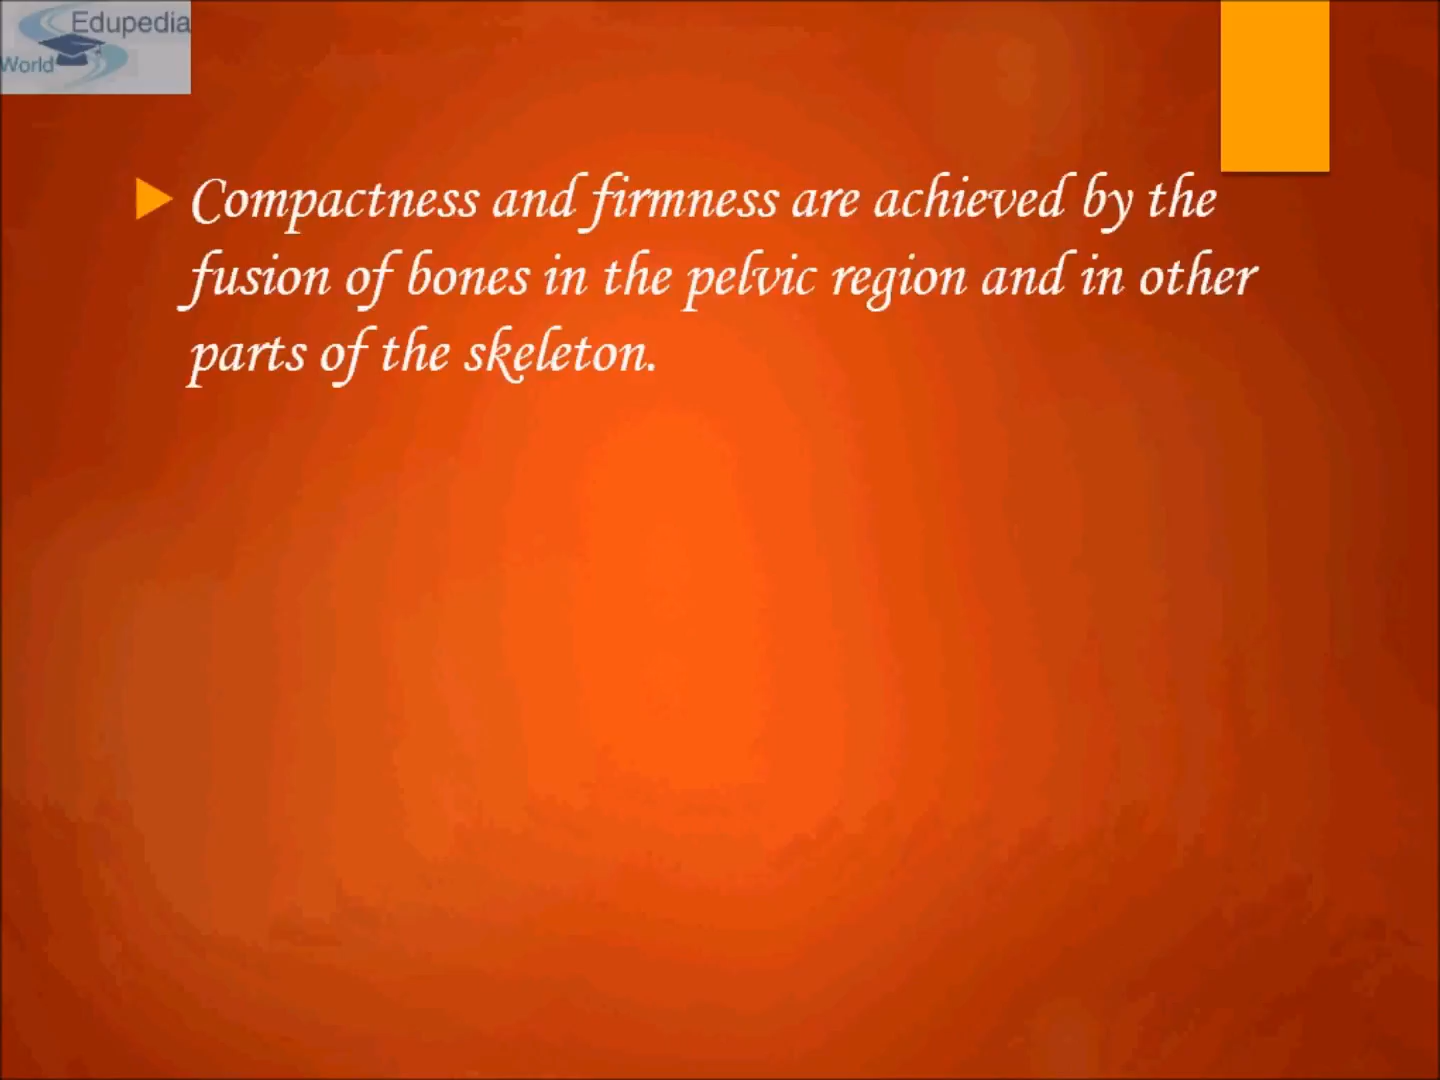 Edupedia
World
Compactness and firmness are achieved by the
fusion of bones in the pelvic region and in other
parts of the skeleton.